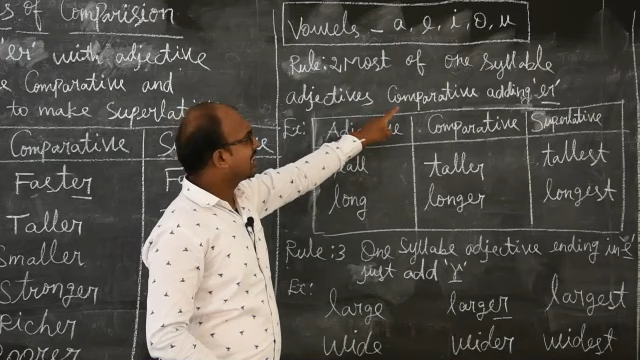 s of Comparision
'er' with adjective
e Comparative and
to make Superlat
Comparative
S
Faster
F
Taller
Smaller
Stronger
Richer
Vowels - a, e, i, o, u
Rule: 2, Most of one Syllable
adjectives Comparative adding 'er'
Ex:
Comparative
Superlative
tall
taller
tallest
long
longer
longest
Rule: 3 One Syllabe adjective ending in
just add
Ex:
large
larger
largest
wide
wider
widest